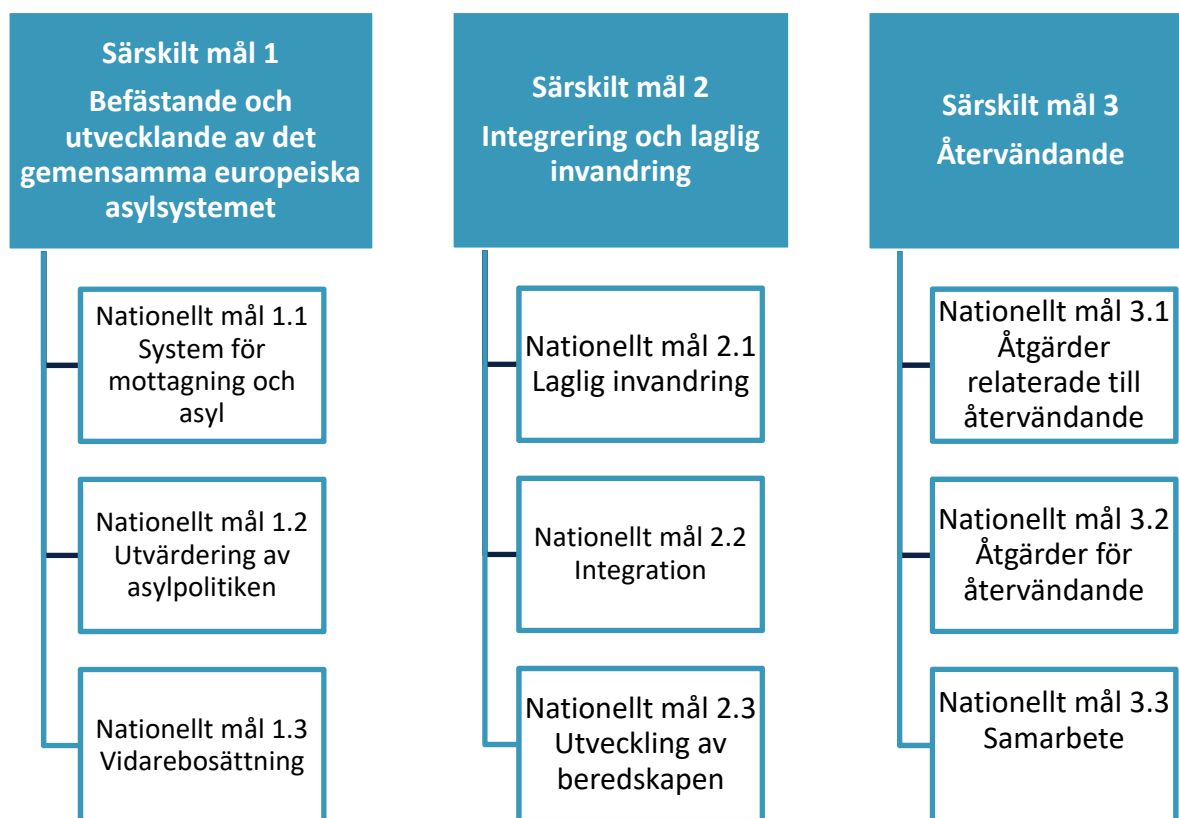 Särskilt mål 1
Befästande och
utvecklande av det
gemensamma europeiska
asylsystemet
Nationellt mål 1.1
System för
mottagning och
asyl
Nationellt mål 1.2
Utvärdering av
asylpolitiken
Nationellt mål 1.3
Vidarebosättning
Särskilt mål 2
Integrering och laglig
invandring
Nationellt mål 2.1
Laglig invandring
Nationellt mål 2.2
Integration
Nationellt mål 2.3
Utveckling av
beredskapen
Särskilt mål 3
Återvändande
Nationellt mål 3.1
Åtgärder
relaterade till
återvändande
Nationellt mål 3.2
Åtgärder för
återvändande
Nationellt mål 3.3
Samarbete